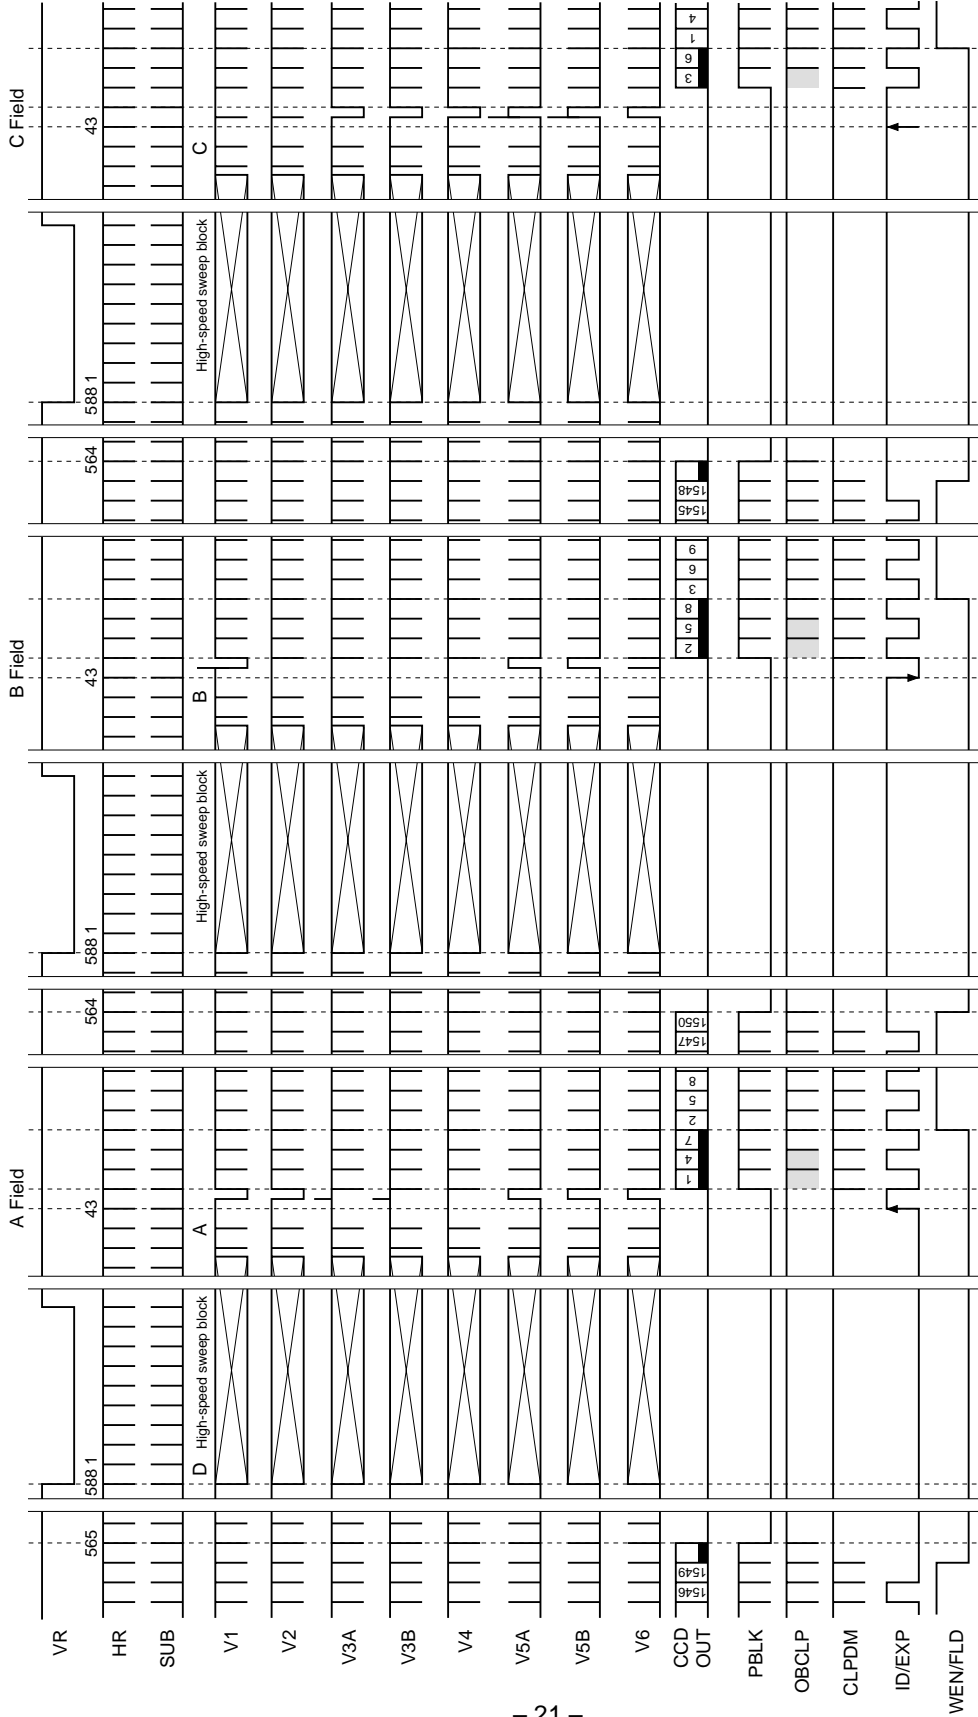 A Field
B Field
C Field
VR
565
588 1
43
564
588 1
43
564
588 1
43
HR
SUB
D
High-speed sweep block
A
High-speed sweep block
B
High-speed sweep block
C
V1
V2
V3A
V3B
V4
V5A
V5B
V6
CCD
OUT
1546
1549
1
4
7
2
5
8
1547
1550
2
5
8
3
6
9
1545
1548
3
6
1
4
PBLK
OBCLP
CLPDM
ID/EXP
WEN/FLD
– 21 –